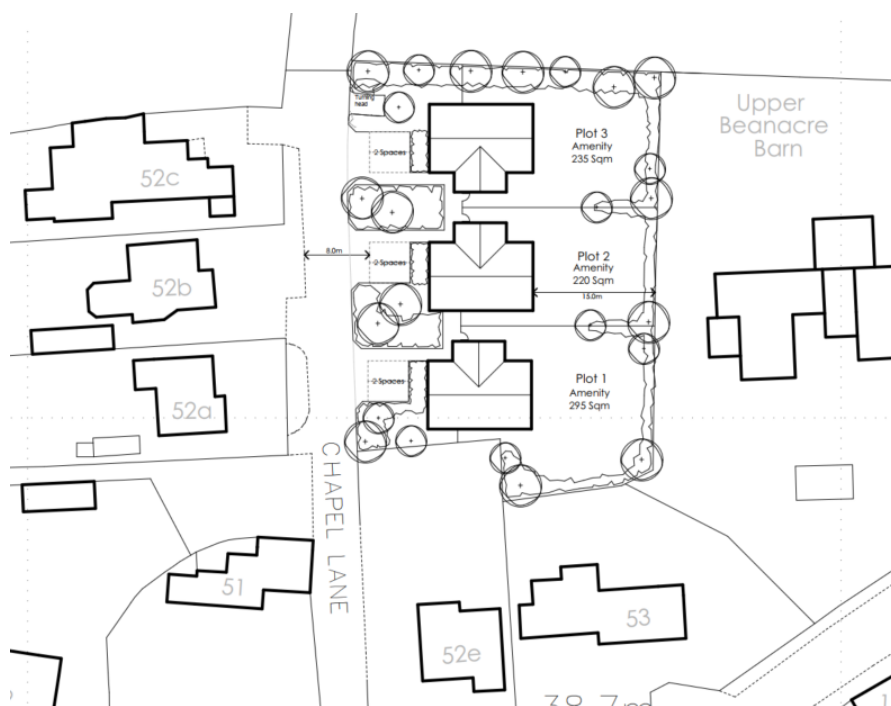 Turning
head
Upper
Beanacre
Barn
Plot 3
Amenity
235 Sqm
2 Spaces
52c
8.0m
2 Spaces
Plot 2
Amenity
220 Sqm
15.0m
52b
2 Spaces
Plot 1
Amenity
295 Sqm
52a
CHAPEL LANE
51
52e
53